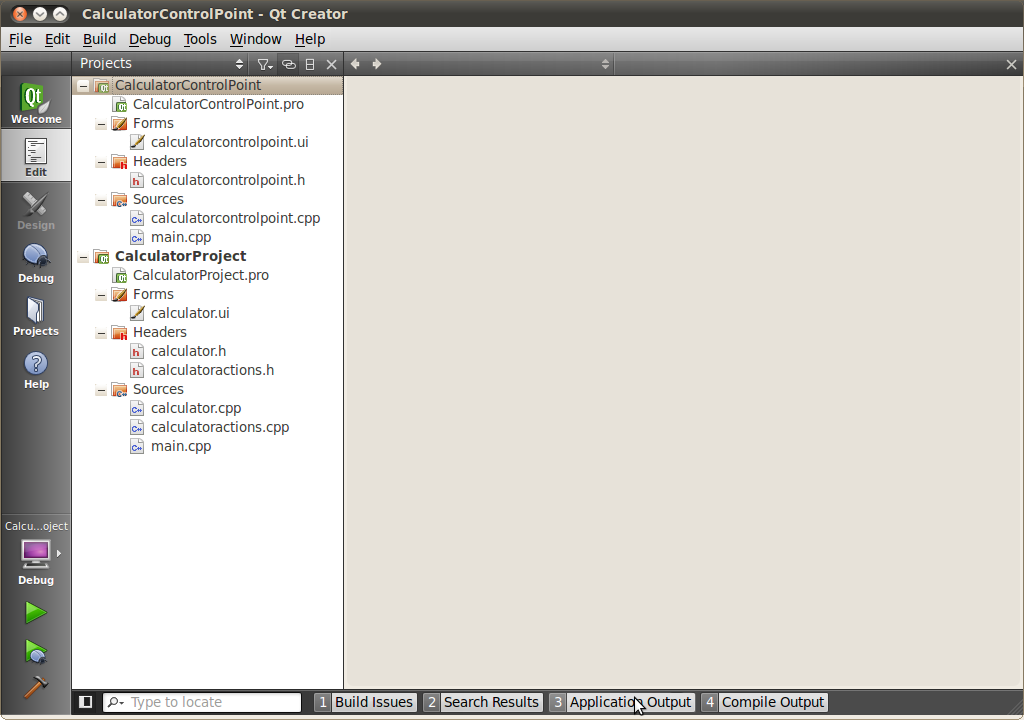 CalculatorControlPoint - Qt Creator
File Edit Build Debug Tools Window Help
Projects
Qt
Welcome
Edit
Design
Debug
Projects
Help
CalculatorControlPoint
CalculatorControlPoint.pro
Forms
calculatorcontrolpoint.ui
Headers
calculatorcontrolpoint.h
Sources
calculatorcontrolpoint.cpp
main.cpp
CalculatorProject
CalculatorProject.pro
Forms
calculator.ui
Headers
calculator.h
calculatoractions.h
Sources
calculator.cpp
calculatoractions.cpp
main.cpp
Calcu...oject
Debug
Type to locate
1 Build Issues 2 Search Results 3 Application Output 4 Compile Output